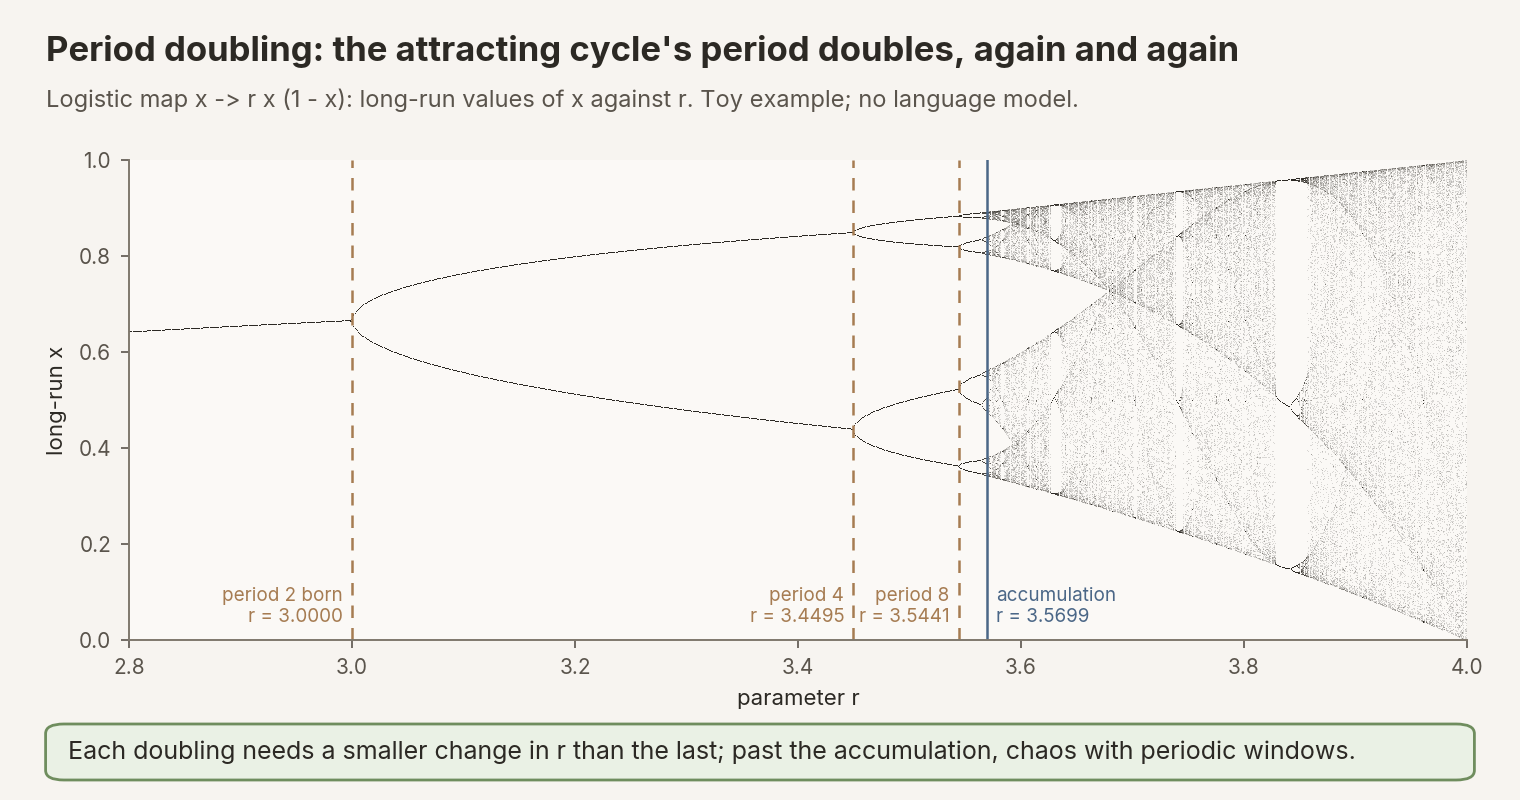 Period doubling: the attracting cycle's period doubles, again and again
Logistic map x -> r x (1 - x): long-run values of x against r. Toy example; no language model.
1.0
0.8
0.6
0.4
0.2
0.0
long-run x
period 2 born
r = 3.0000
period 4
r = 3.4495
period 8
r = 3.5441
accumulation
r = 3.5699
2.8
3.0
3.2
3.4
3.6
3.8
4.0
parameter r
Each doubling needs a smaller change in r than the last; past the accumulation, chaos with periodic windows.